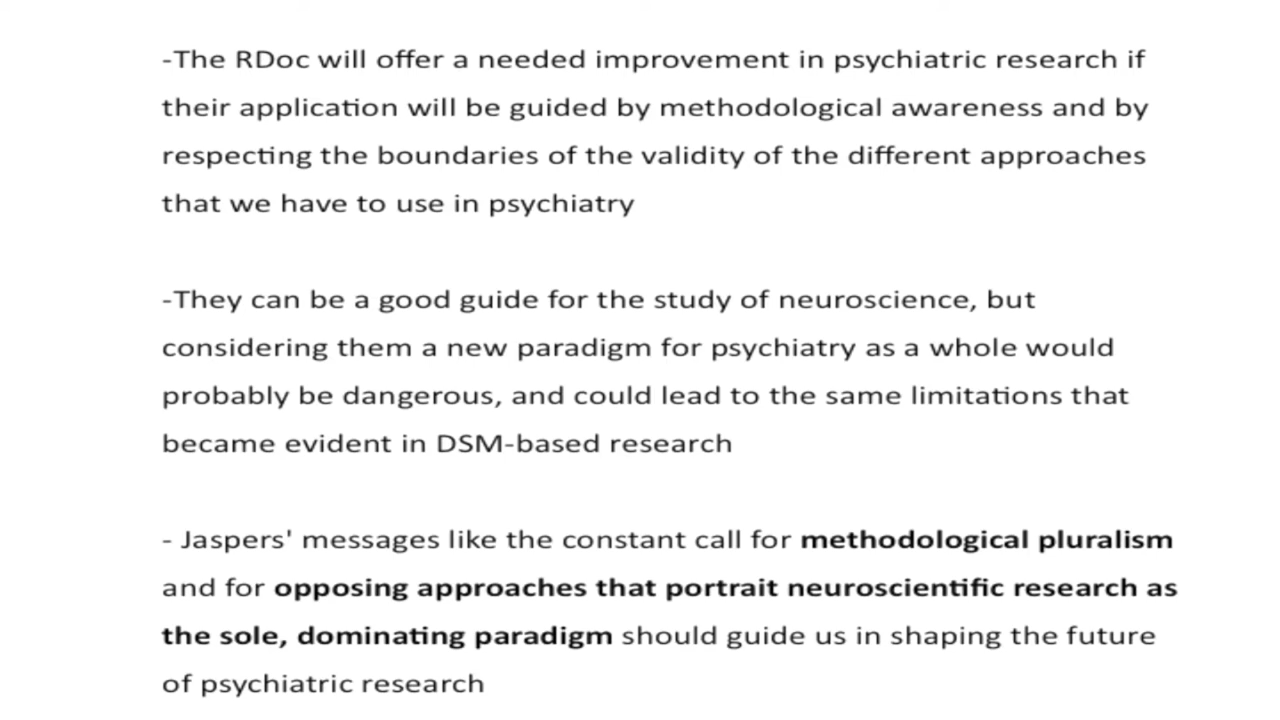 -The RDoc will offer a needed improvement in psychiatric research if
their application will be guided by methodological awareness and by
respecting the boundaries of the validity of the different approaches
that we have to use in psychiatry
-They can be a good guide for the study of neuroscience, but
considering them a new paradigm for psychiatry as a whole would
probably be dangerous, and could lead to the same limitations that
became evident in DSM-based research
- Jaspers' messages like the constant call for methodological pluralism
and for opposing approaches that portrait neuroscientific research as
the sole, dominating paradigm should guide us in shaping the future
of psychiatric research